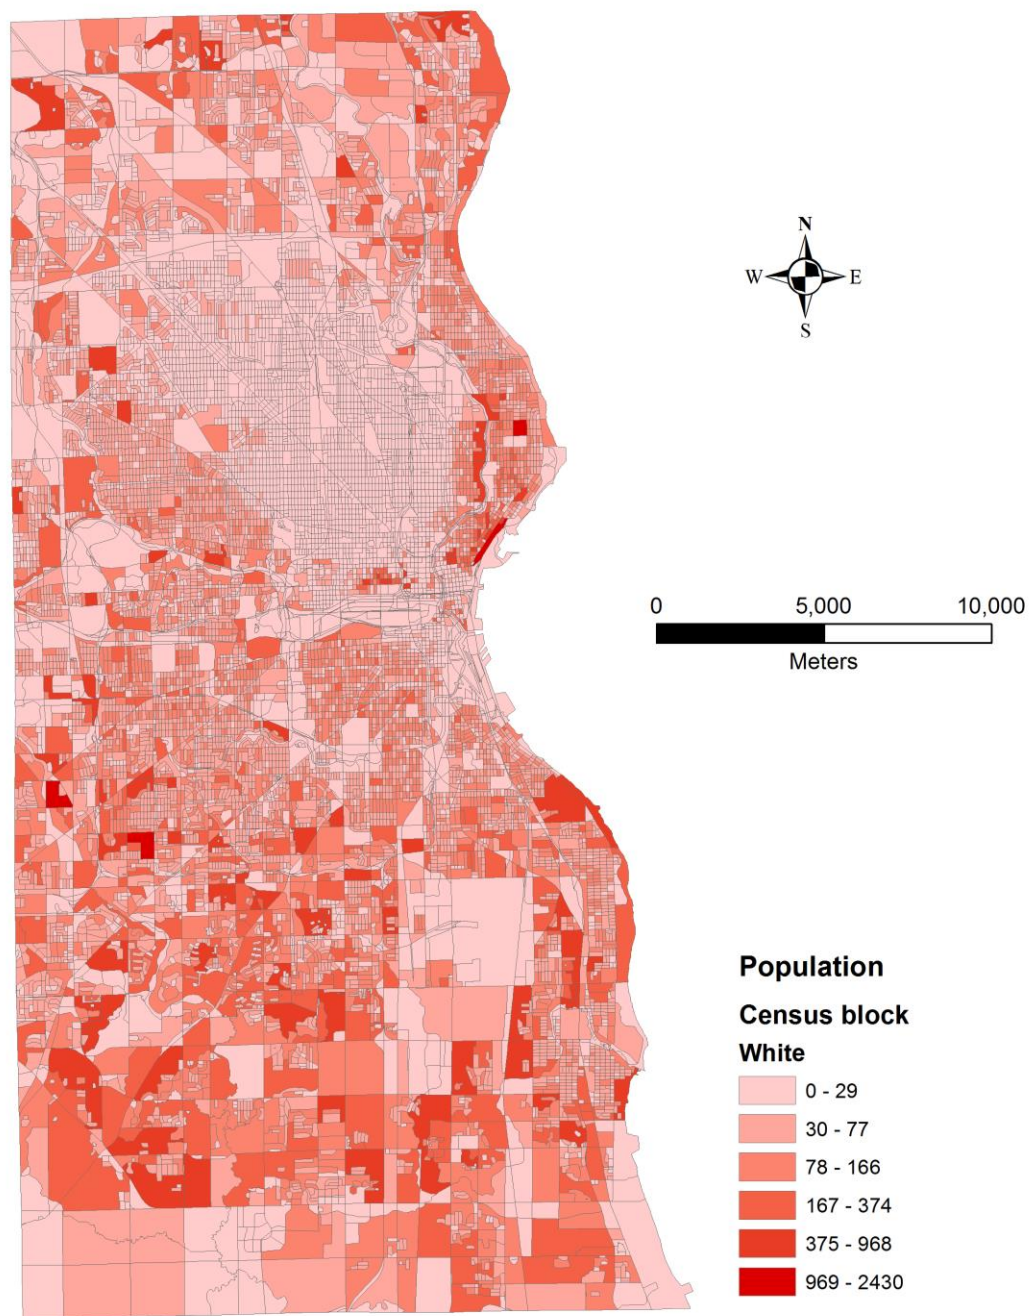 N
W E
S
0 5,000 10,000
Meters
Population
Census block
White
0 - 29
30 - 77
78 - 166
167 - 374
375 - 968
969 - 2430